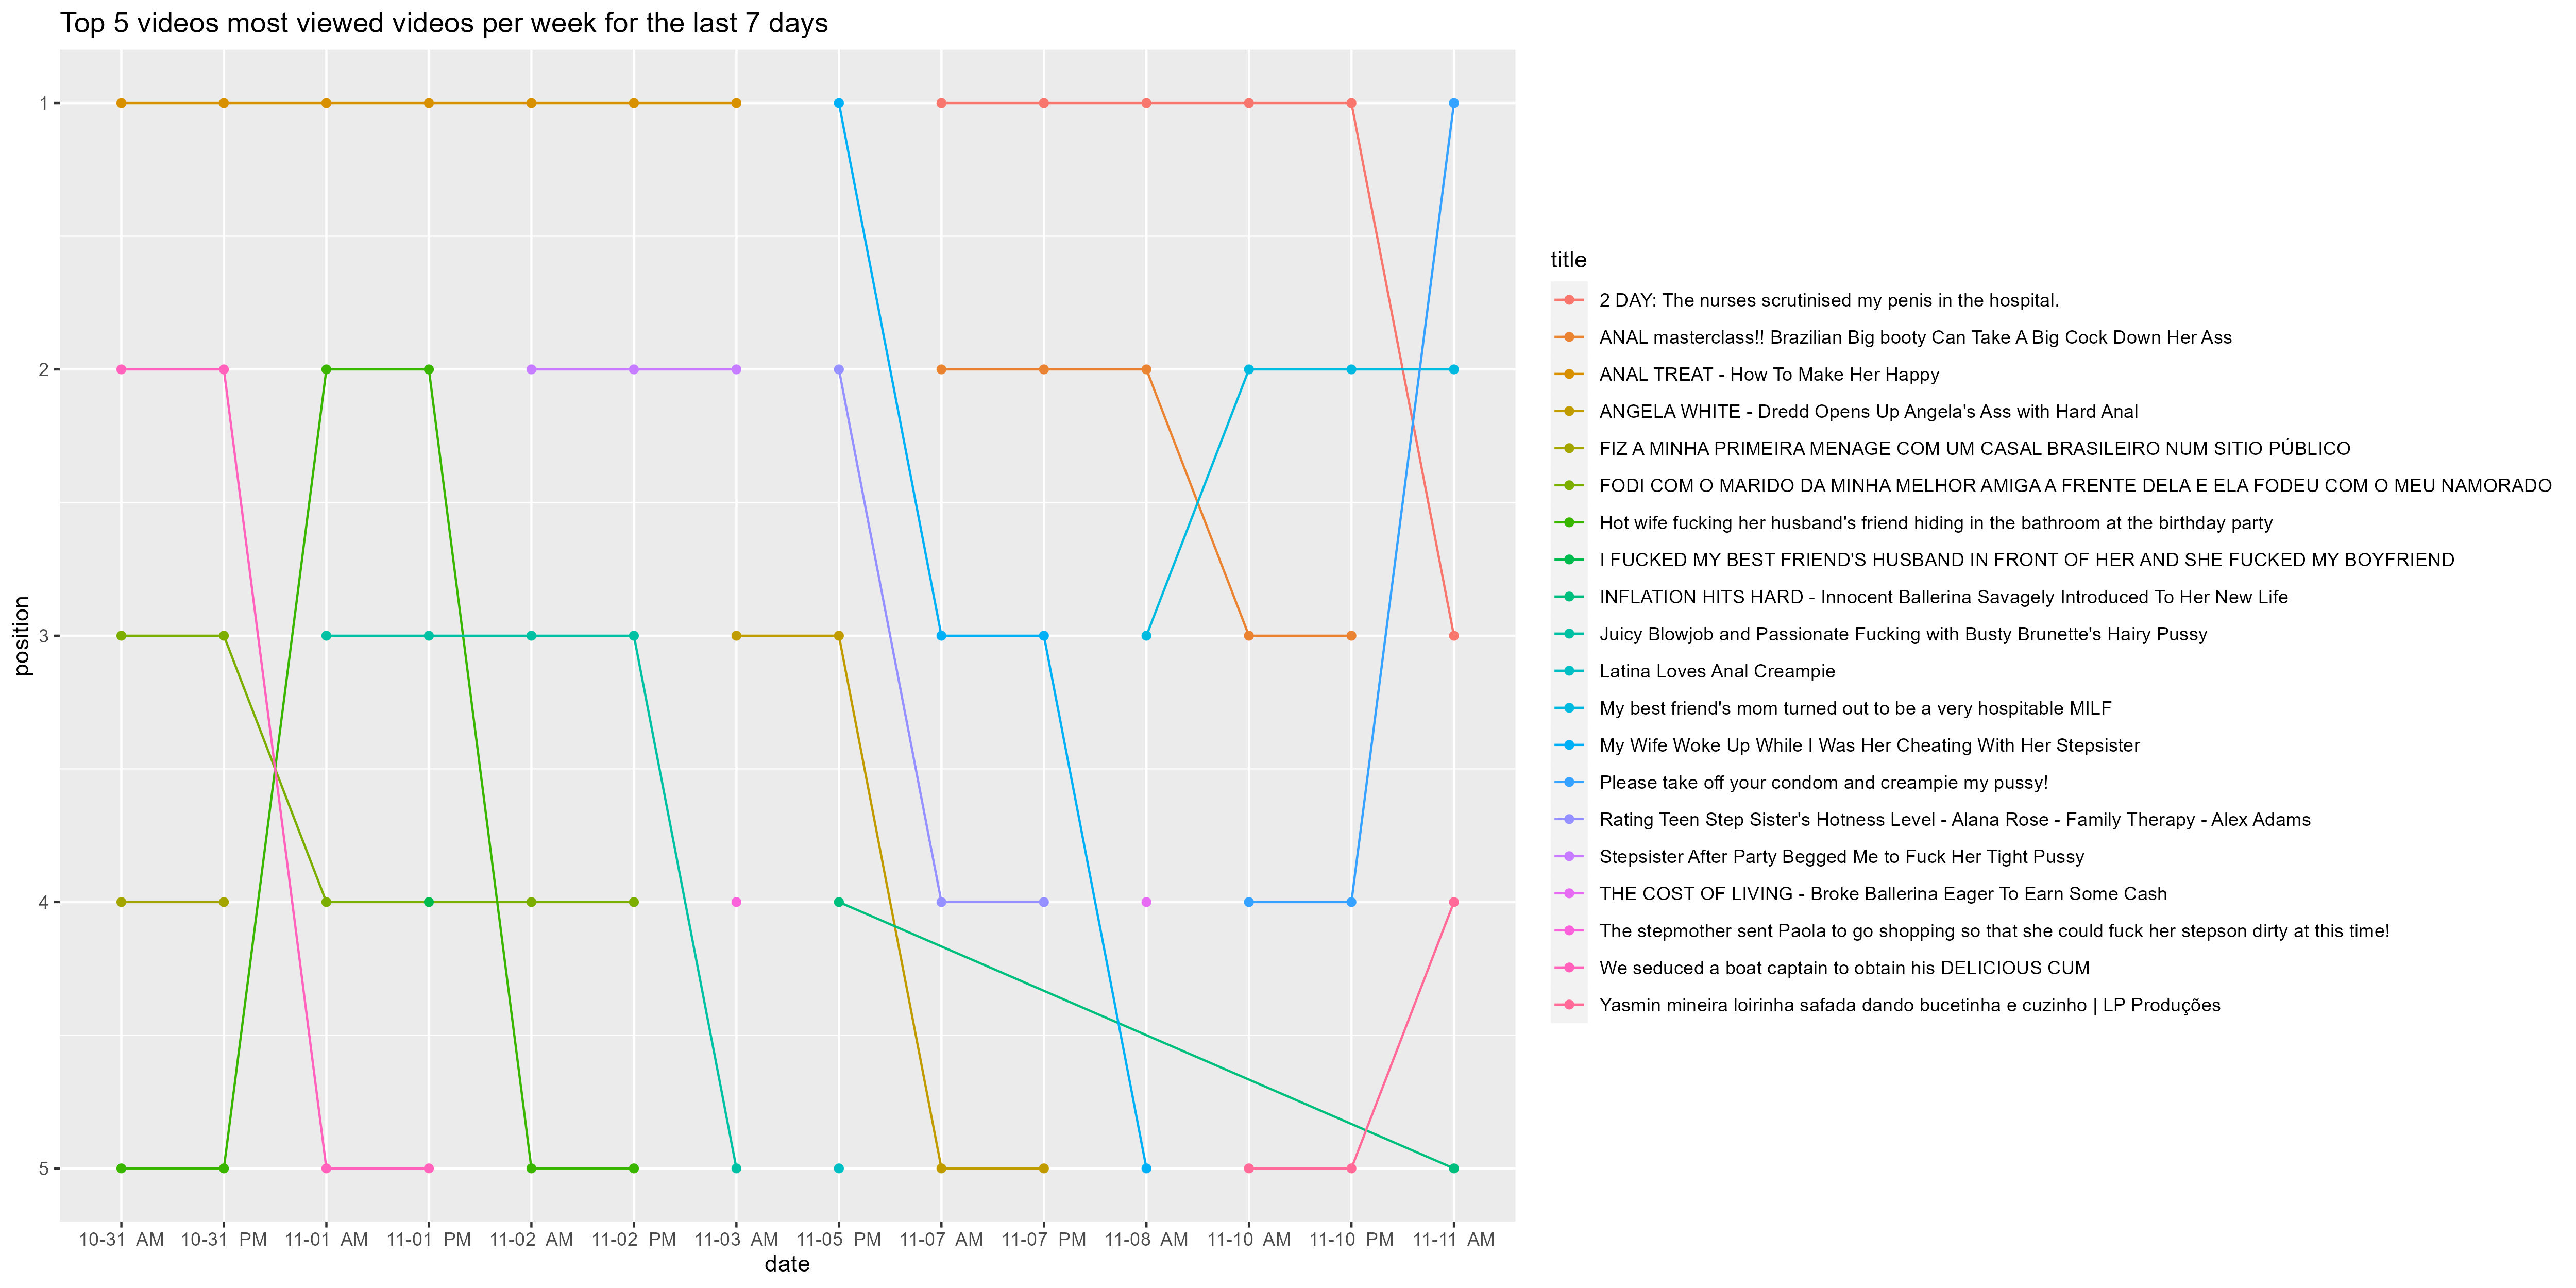 Top 5 videos most viewed videos per week for the last 7 days
position
1
2
3
4
5
10-31 AM
10-31 PM
11-01 AM
11-01 PM
11-02 AM
11-02 PM
11-03 AM
11-05 PM
11-07 AM
11-07 PM
11-08 AM
11-10 AM
11-10 PM
11-11 AM
date
title
2 DAY: The nurses scrutinised my penis in the hospital.
ANAL masterclass!! Brazilian Big booty Can Take A Big Cock Down Her Ass
ANAL TREAT - How To Make Her Happy
ANGELA WHITE - Dredd Opens Up Angela's Ass with Hard Anal
FIZ A MINHA PRIMEIRA MENAGE COM UM CASAL BRASILEIRO NUM SITIO PÚBLICO
FODI COM O MARIDO DA MINHA MELHOR AMIGA A FRENTE DELA E ELA FODEU COM O MEU NAMORADO
Hot wife fucking her husband's friend hiding in the bathroom at the birthday party
I FUCKED MY BEST FRIEND'S HUSBAND IN FRONT OF HER AND SHE FUCKED MY BOYFRIEND
INFLATION HITS HARD - Innocent Ballerina Savagely Introduced To Her New Life
Juicy Blowjob and Passionate Fucking with Busty Brunette's Hairy Pussy
Latina Loves Anal Creampie
My best friend's mom turned out to be a very hospitable MILF
My Wife Woke Up While I Was Her Cheating With Her Stepsister
Please take off your condom and creampie my pussy!
Rating Teen Step Sister's Hotness Level - Alana Rose - Family Therapy - Alex Adams
Stepsister After Party Begged Me to Fuck Her Tight Pussy
THE COST OF LIVING - Broke Ballerina Eager To Earn Some Cash
The stepmother sent Paola to go shopping so that she could fuck her stepson dirty at this time!
We seduced a boat captain to obtain his DELICIOUS CUM
Yasmin mineira loirinha safada dando bucetinha e cuzinho | LP Produções